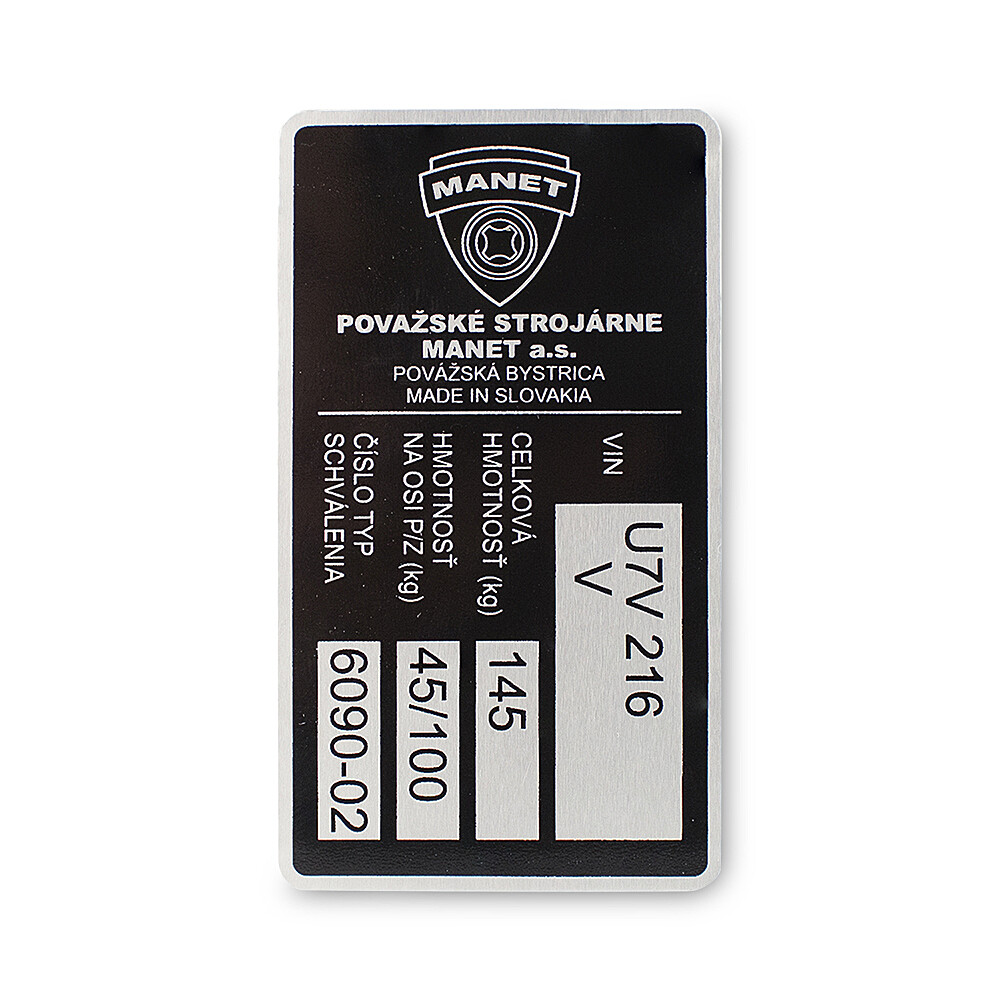 MANET
POVAŽSKÉ STROJÁRNE
MANET a.s.
POVÁŽSKÁ BYSTRICA
MADE IN SLOVAKIA
VIN
U7V 216
V
CELKOVÁ
HMOTNOSŤ (kg)
145
HMOTNOSŤ
NA OSI P/Z (kg)
45/100
ČÍSLO TYP
SCHVÁLENIA
6090-02